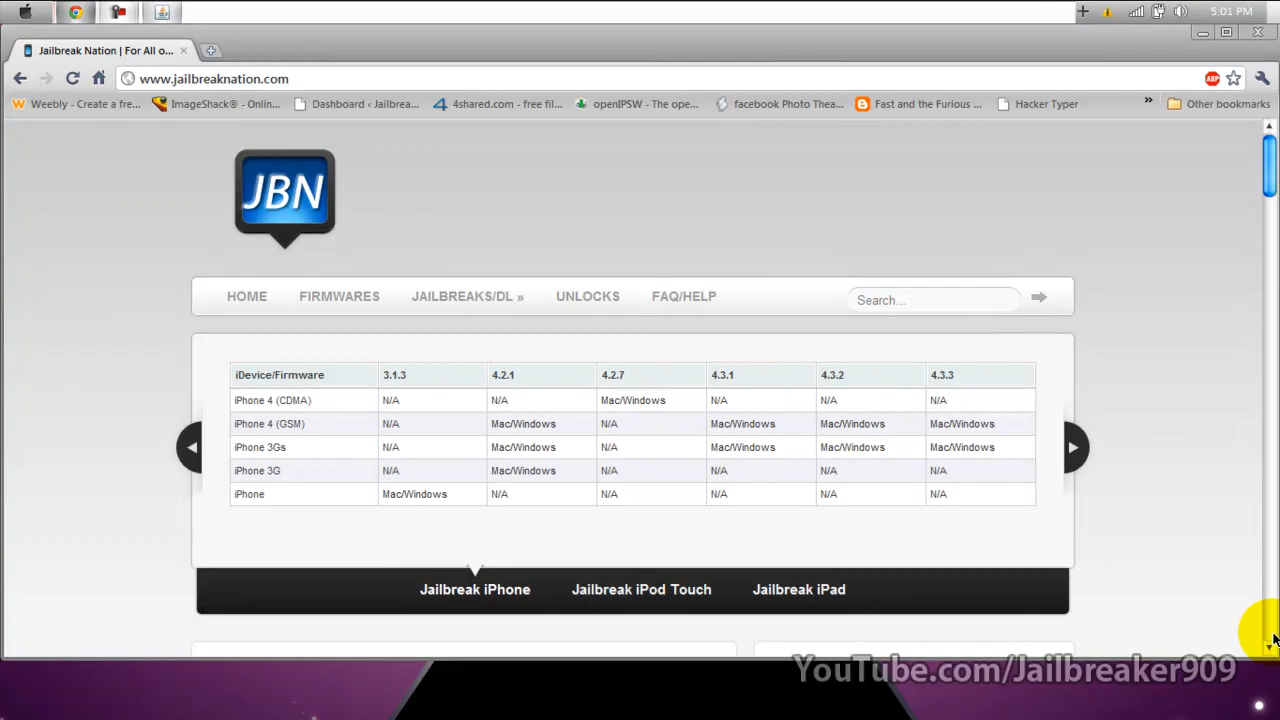 5:01 PM
Jailbreak Nation | For All o...
www.jailbreaknation.com
ABP
Weebly - Create a fre... ImageShack® - Onlin... Dashboard ‹ Jailbrea... 4shared.com - free fil... openIPSW - The ope... facebook Photo Thea... Fast and the Furious ... Hacker Typer » Other bookmarks
JBN
HOME FIRMWARES JAILBREAKS/DL » UNLOCKS FAQ/HELP Search...
iDevice/Firmware 3.1.3 4.2.1 4.2.7 4.3.1 4.3.2 4.3.3
iPhone 4 (CDMA) N/A N/A Mac/Windows N/A N/A N/A
iPhone 4 (GSM) N/A Mac/Windows N/A Mac/Windows Mac/Windows Mac/Windows
iPhone 3Gs N/A Mac/Windows N/A Mac/Windows Mac/Windows Mac/Windows
iPhone 3G N/A Mac/Windows N/A N/A N/A N/A
iPhone Mac/Windows N/A N/A N/A N/A N/A
Jailbreak iPhone Jailbreak iPod Touch Jailbreak iPad
YouTube.com/Jailbreaker909